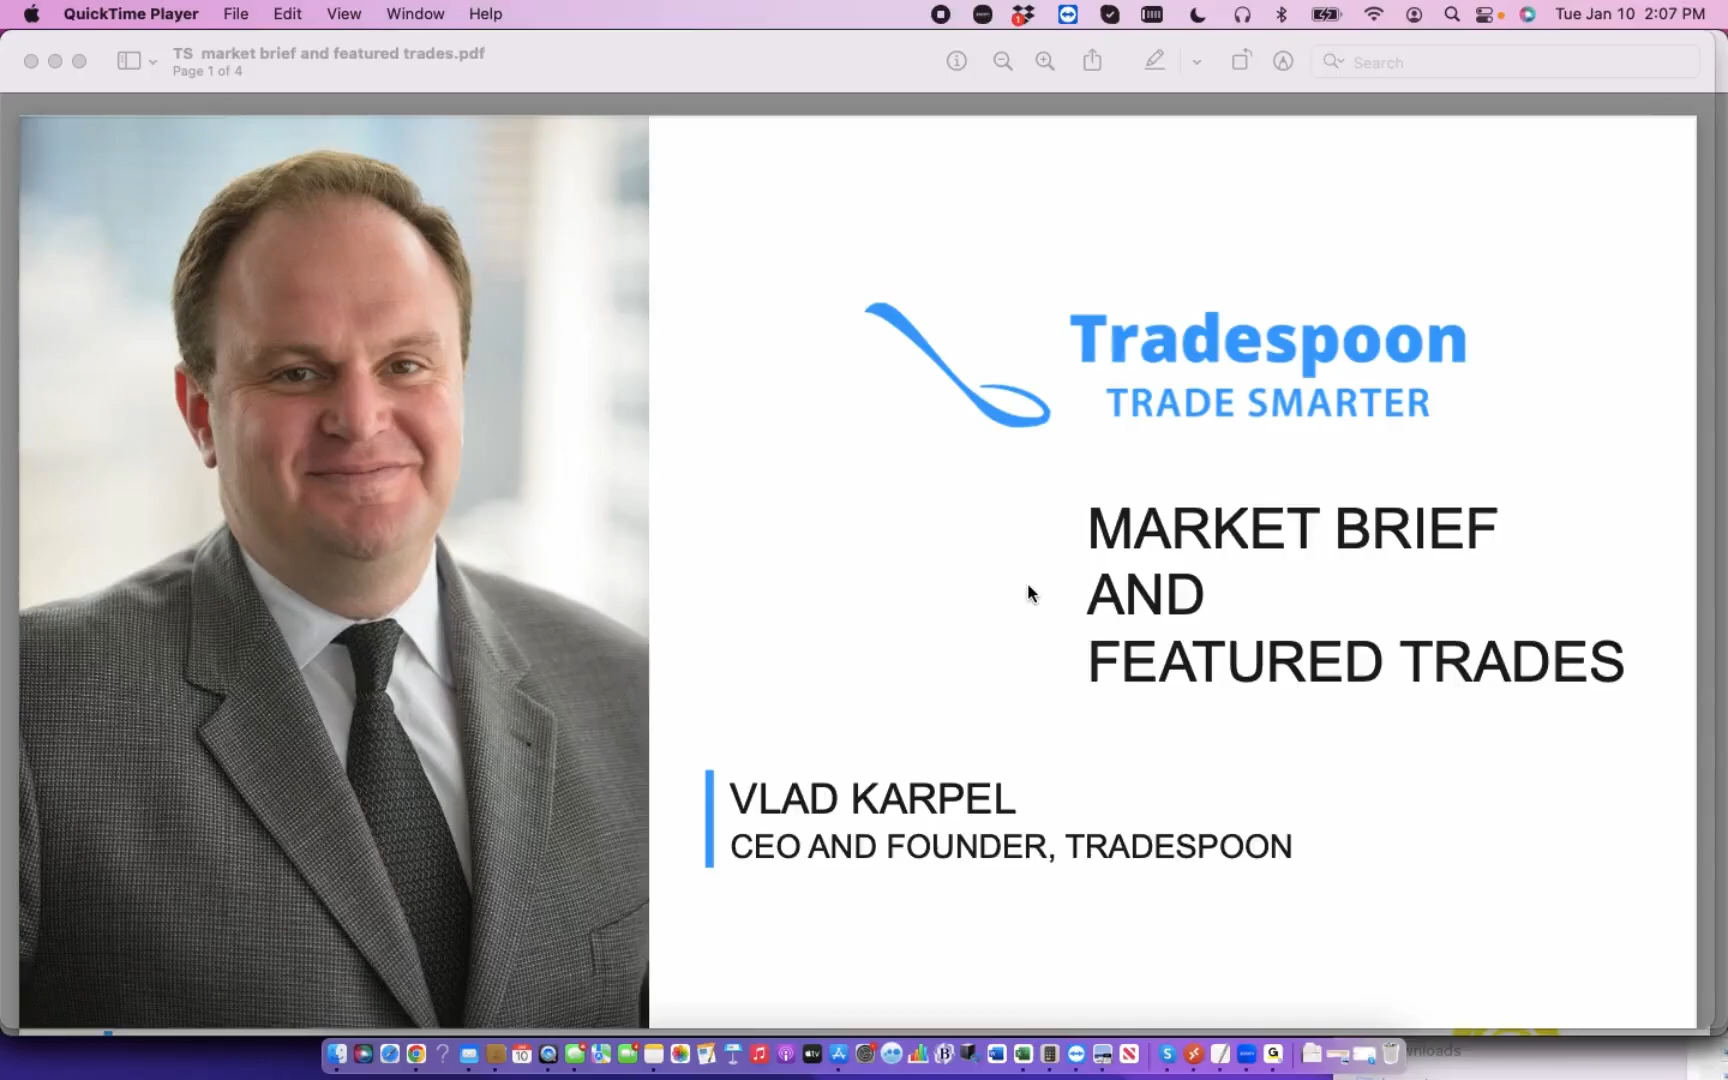 QuickTime Player File Edit View Window Help Tue Jan 10 2:07 PM
TS market brief and featured trades.pdf
Page 1 of 4
Search
Tradespoon
TRADE SMARTER
MARKET BRIEF
AND
FEATURED TRADES
VLAD KARPEL
CEO AND FOUNDER, TRADESPOON